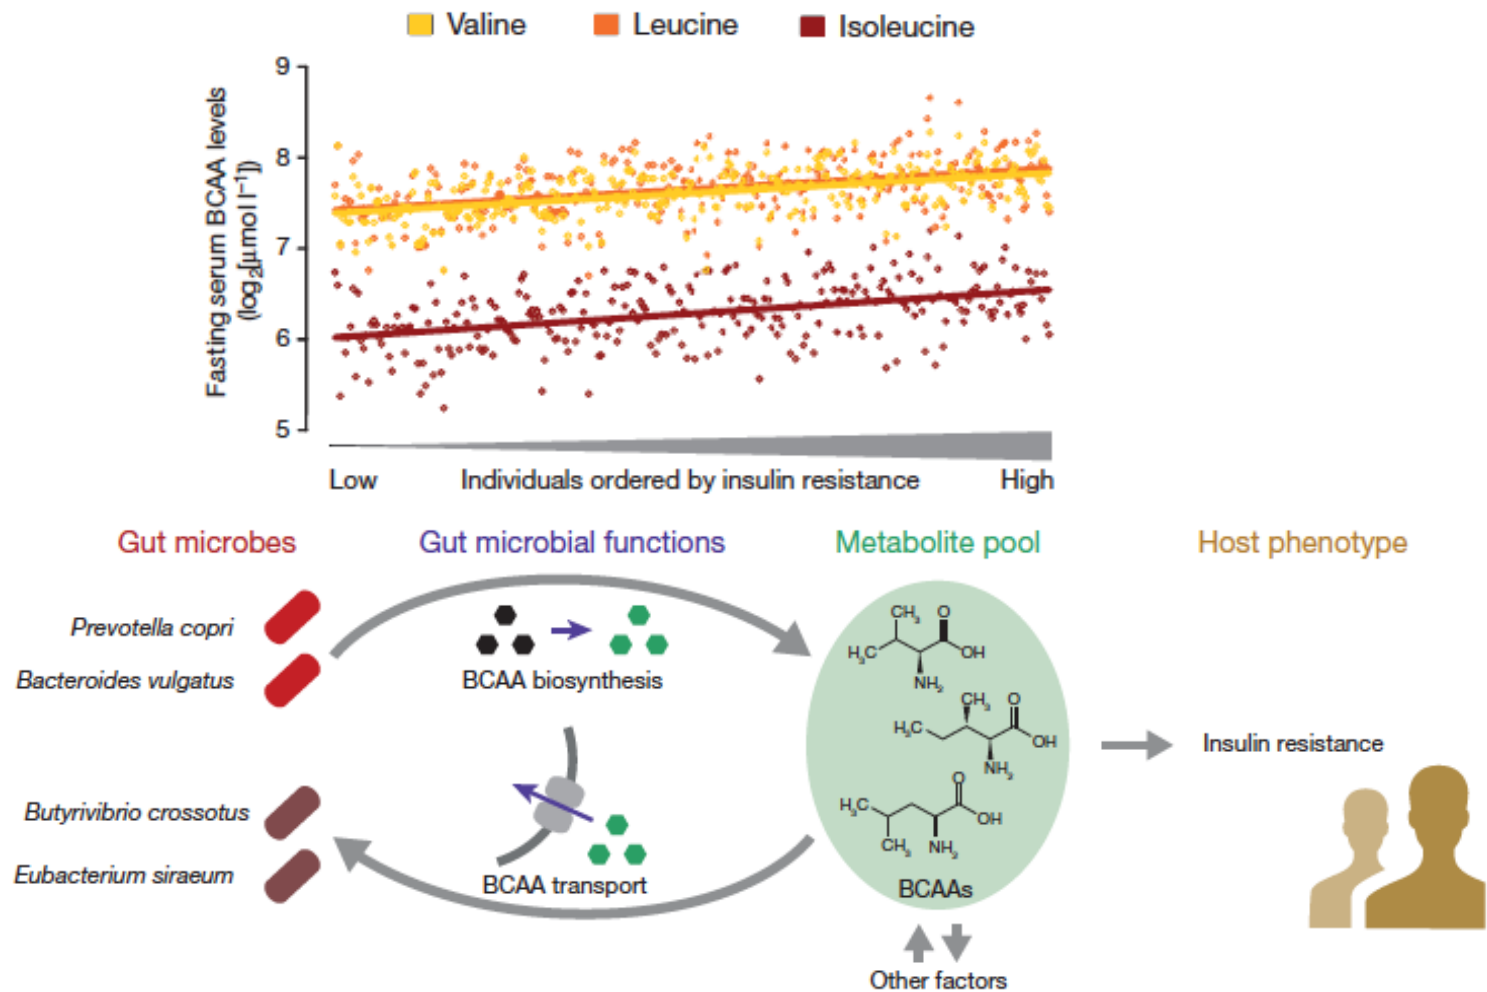 Valine Leucine Isoleucine
Fasting serum BCAA levels
(log₂[μmol l⁻¹])
9
8
7
6
5
Low Individuals ordered by insulin resistance High
Gut microbes Gut microbial functions Metabolite pool Host phenotype
Prevotella copri
Bacteroides vulgatus
BCAA biosynthesis
Butyrivibrio crossotus
Eubacterium siraeum
BCAA transport
CH₃ O
H₃C OH
NH₂
CH₃ O
H₃C OH
NH₂
O
H₃C OH
CH₃ NH₂
BCAAs
Insulin resistance
Other factors